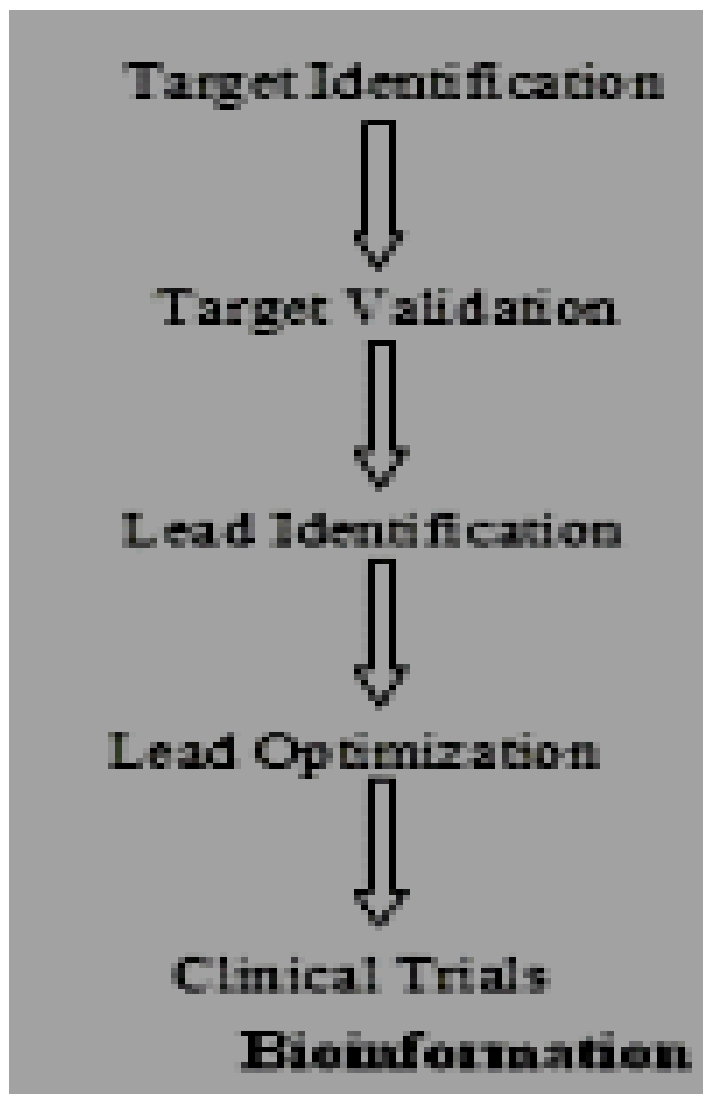 Target Identification
Target Validation
Lead Identification
Lead Optimization
Clinical Trials
Bioinformation